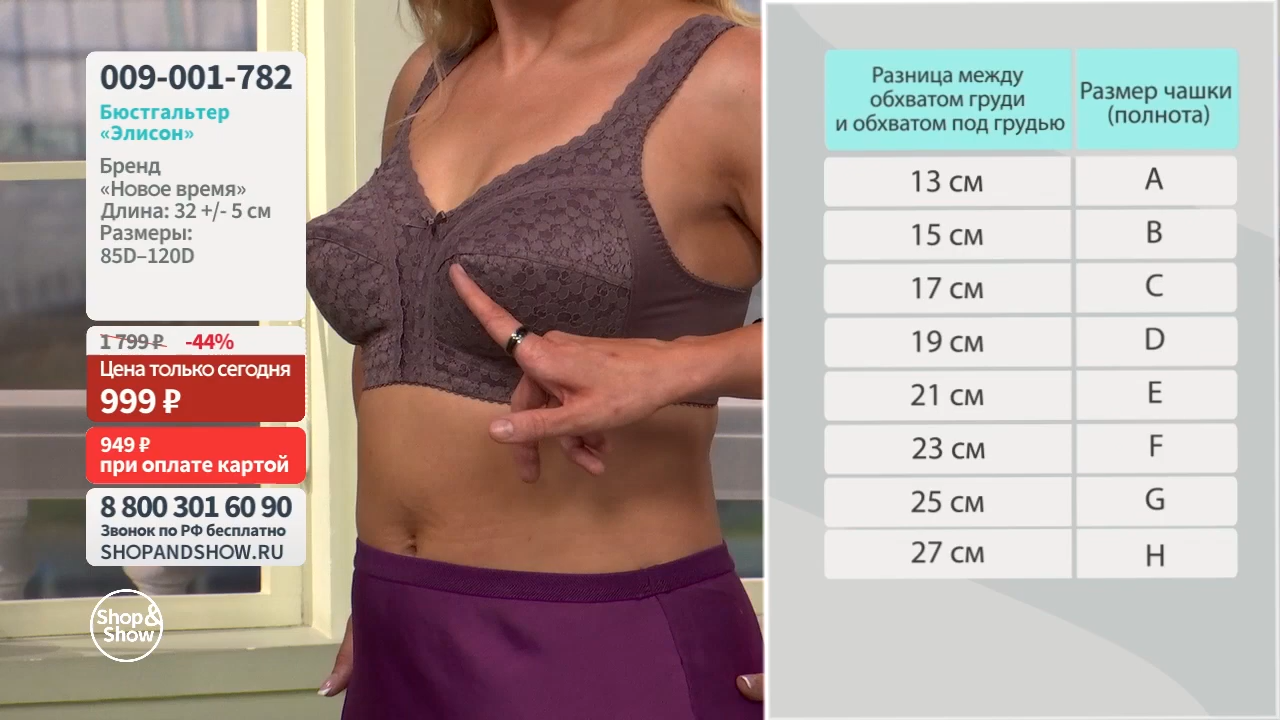 009-001-782
Бюстгальтер
«Элисон»
Бренд
«Новое время»
Длина: 32 +/- 5 см
Размеры:
85D–120D
1 799 ₽ -44%
Цена только сегодня
999 ₽
949 ₽
при оплате картой
8 800 301 60 90
Звонок по РФ бесплатно
SHOPANDSHOW.RU
Shop&
Show
Разница между
обхватом груди
и обхватом под грудью
Размер чашки
(полнота)
13 см A
15 см B
17 см C
19 см D
21 см E
23 см F
25 см G
27 см H